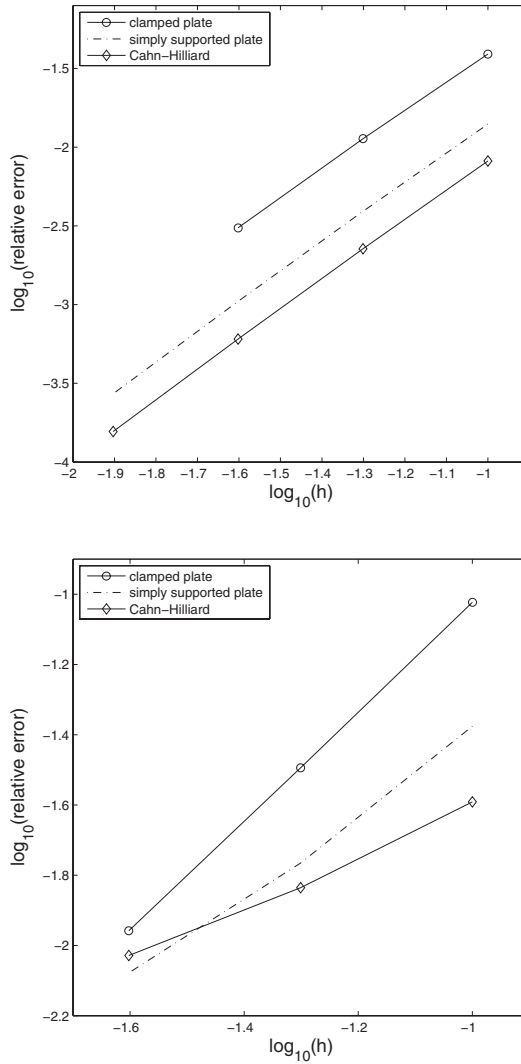 clamped plate
simply supported plate
Cahn−Hilliard
−1.5
−2
−2.5
−3
−3.5
−4
log10(relative error)
−2 −1.9 −1.8 −1.7 −1.6 −1.5 −1.4 −1.3 −1.2 −1.1 −1
log10(h)
clamped plate
simply supported plate
Cahn−Hilliard
−1
−1.2
−1.4
−1.6
−1.8
−2
−2.2
log10(relative error)
−1.6 −1.4 −1.2 −1
log10(h)